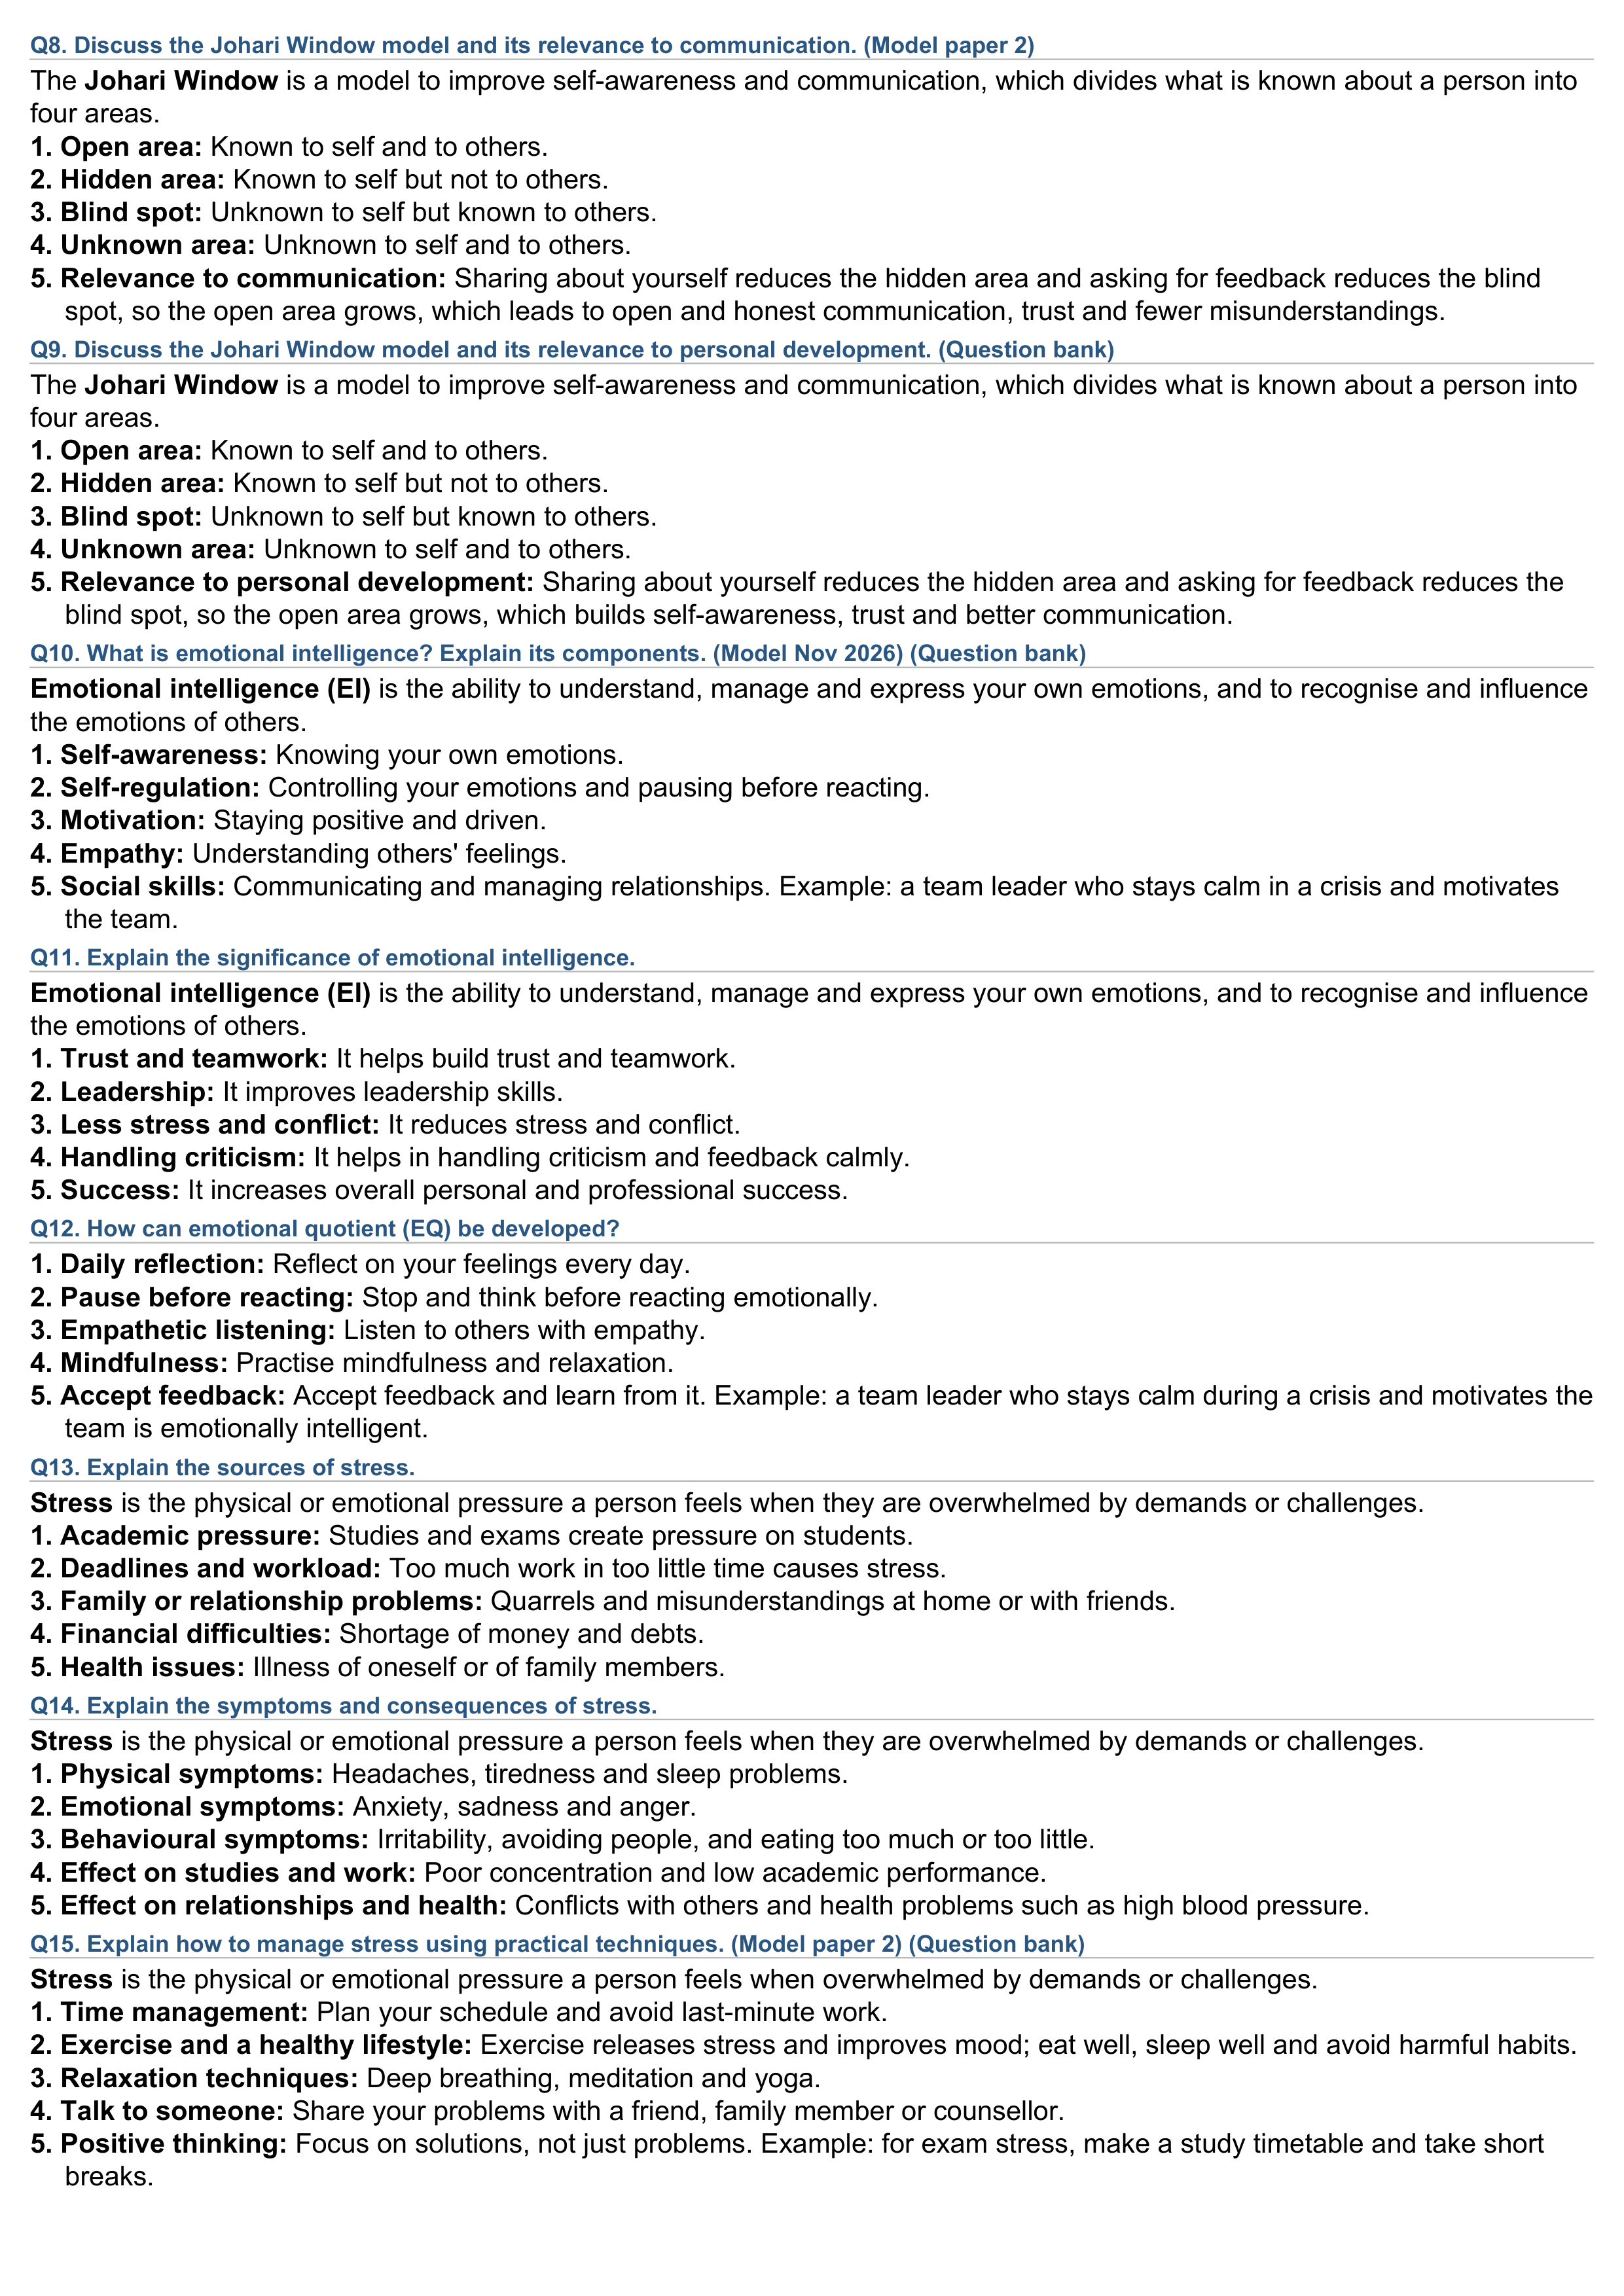 Q8. Discuss the Johari Window model and its relevance to communication. (Model paper 2)
The Johari Window is a model to improve self-awareness and communication, which divides what is known about a person into
four areas.
1. Open area: Known to self and to others.
2. Hidden area: Known to self but not to others.
3. Blind spot: Unknown to self but known to others.
4. Unknown area: Unknown to self and to others.
5. Relevance to communication: Sharing about yourself reduces the hidden area and asking for feedback reduces the blind
spot, so the open area grows, which leads to open and honest communication, trust and fewer misunderstandings.
Q9. Discuss the Johari Window model and its relevance to personal development. (Question bank)
The Johari Window is a model to improve self-awareness and communication, which divides what is known about a person into
four areas.
1. Open area: Known to self and to others.
2. Hidden area: Known to self but not to others.
3. Blind spot: Unknown to self but known to others.
4. Unknown area: Unknown to self and to others.
5. Relevance to personal development: Sharing about yourself reduces the hidden area and asking for feedback reduces the
blind spot, so the open area grows, which builds self-awareness, trust and better communication.
Q10. What is emotional intelligence? Explain its components. (Model Nov 2026) (Question bank)
Emotional intelligence (EI) is the ability to understand, manage and express your own emotions, and to recognise and influence
the emotions of others.
1. Self-awareness: Knowing your own emotions.
2. Self-regulation: Controlling your emotions and pausing before reacting.
3. Motivation: Staying positive and driven.
4. Empathy: Understanding others' feelings.
5. Social skills: Communicating and managing relationships. Example: a team leader who stays calm in a crisis and motivates
the team.
Q11. Explain the significance of emotional intelligence.
Emotional intelligence (EI) is the ability to understand, manage and express your own emotions, and to recognise and influence
the emotions of others.
1. Trust and teamwork: It helps build trust and teamwork.
2. Leadership: It improves leadership skills.
3. Less stress and conflict: It reduces stress and conflict.
4. Handling criticism: It helps in handling criticism and feedback calmly.
5. Success: It increases overall personal and professional success.
Q12. How can emotional quotient (EQ) be developed?
1. Daily reflection: Reflect on your feelings every day.
2. Pause before reacting: Stop and think before reacting emotionally.
3. Empathetic listening: Listen to others with empathy.
4. Mindfulness: Practise mindfulness and relaxation.
5. Accept feedback: Accept feedback and learn from it. Example: a team leader who stays calm during a crisis and motivates the
team is emotionally intelligent.
Q13. Explain the sources of stress.
Stress is the physical or emotional pressure a person feels when they are overwhelmed by demands or challenges.
1. Academic pressure: Studies and exams create pressure on students.
2. Deadlines and workload: Too much work in too little time causes stress.
3. Family or relationship problems: Quarrels and misunderstandings at home or with friends.
4. Financial difficulties: Shortage of money and debts.
5. Health issues: Illness of oneself or of family members.
Q14. Explain the symptoms and consequences of stress.
Stress is the physical or emotional pressure a person feels when they are overwhelmed by demands or challenges.
1. Physical symptoms: Headaches, tiredness and sleep problems.
2. Emotional symptoms: Anxiety, sadness and anger.
3. Behavioural symptoms: Irritability, avoiding people, and eating too much or too little.
4. Effect on studies and work: Poor concentration and low academic performance.
5. Effect on relationships and health: Conflicts with others and health problems such as high blood pressure.
Q15. Explain how to manage stress using practical techniques. (Model paper 2) (Question bank)
Stress is the physical or emotional pressure a person feels when overwhelmed by demands or challenges.
1. Time management: Plan your schedule and avoid last-minute work.
2. Exercise and a healthy lifestyle: Exercise releases stress and improves mood; eat well, sleep well and avoid harmful habits.
3. Relaxation techniques: Deep breathing, meditation and yoga.
4. Talk to someone: Share your problems with a friend, family member or counsellor.
5. Positive thinking: Focus on solutions, not just problems. Example: for exam stress, make a study timetable and take short
breaks.